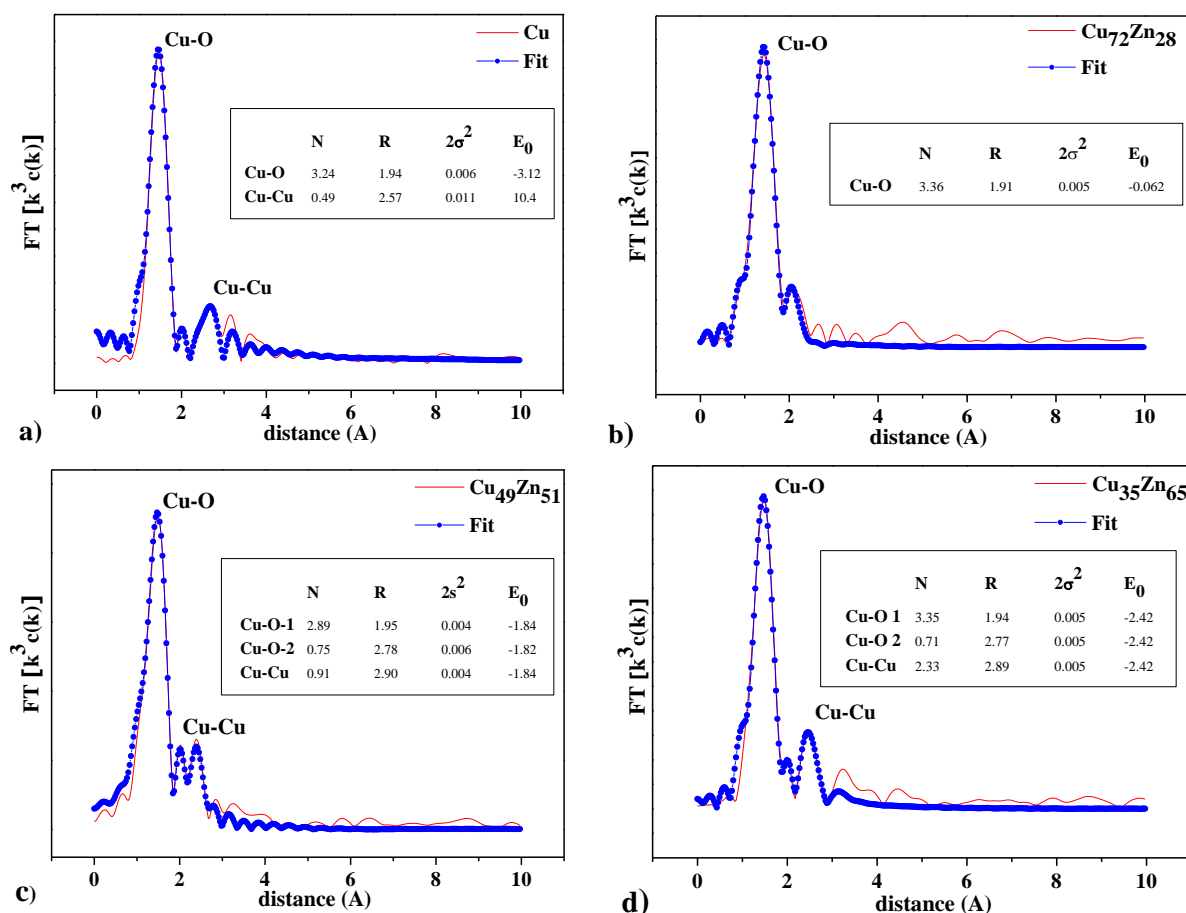 Cu-O
Cu
Fit
N R 2σ² E₀
Cu-O 3.24 1.94 0.006 -3.12
Cu-Cu 0.49 2.57 0.011 10.4
Cu-Cu
FT [k³c(k)]
0 2 4 6 8 10
distance (A)
a)
Cu-O
Cu₇₂Zn₂₈
Fit
N R 2σ² E₀
Cu-O 3.36 1.91 0.005 -0.062
FT [k³c(k)]
0 2 4 6 8 10
distance (A)
b)
Cu-O
Cu₄₉Zn₅₁
Fit
N R 2s² E₀
Cu-O-1 2.89 1.95 0.004 -1.84
Cu-O-2 0.75 2.78 0.006 -1.82
Cu-Cu 0.91 2.90 0.004 -1.84
Cu-Cu
FT [k³c(k)]
0 2 4 6 8 10
distance (A)
c)
Cu-O
Cu₃₅Zn₆₅
Fit
N R 2σ² E₀
Cu-O 1 3.35 1.94 0.005 -2.42
Cu-O 2 0.71 2.77 0.005 -2.42
Cu-Cu 2.33 2.89 0.005 -2.42
Cu-Cu
FT [k³c(k)]
0 2 4 6 8 10
distance (A)
d)